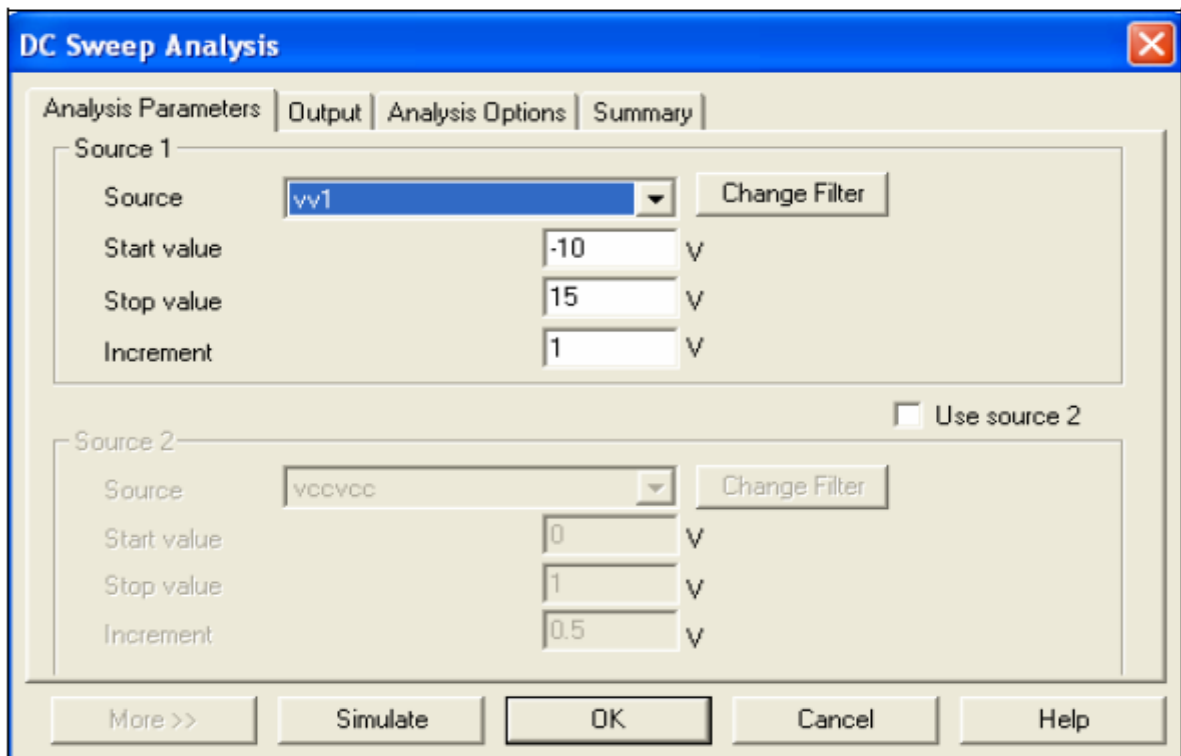 DC Sweep Analysis
Analysis Parameters Output Analysis Options Summary
Source 1
Source vv1 Change Filter
Start value -10 V
Stop value 15 V
Increment 1 V
Use source 2
Source 2
Source vccvcc Change Filter
Start value 0 V
Stop value 1 V
Increment 0.5 V
More >> Simulate OK Cancel Help